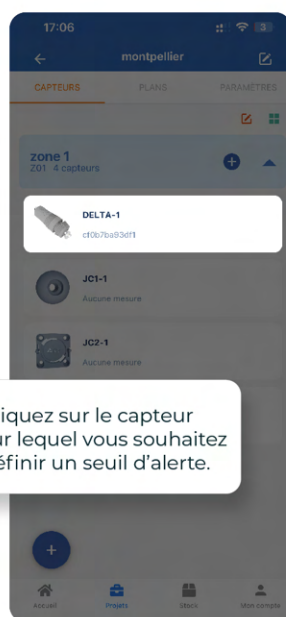 17:06
3
montpellier
CAPTEURS
PLANS
PARAMÈTRES
zone 1
Z01 4 capteurs
DELTA-1
cf0b7ba93df1
JC1-1
Aucune mesure
JC2-1
Aucune mesure
iquez sur le capteur
ur lequel vous souhaitez
éfinir un seuil d'alerte.
Accueil
Projets
Stock
Mon compte